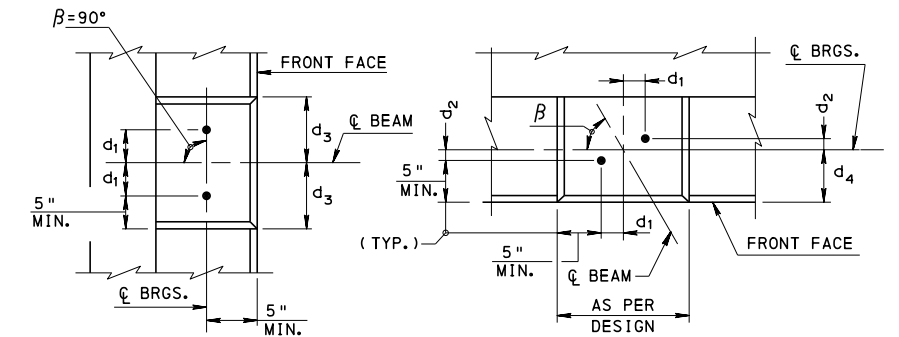 β=90°
FRONT FACE
℄ BEAM
d₁
d₁
d₃
d₃
5"
MIN.
℄ BRGS.
5"
MIN.
℄ BRGS.
d₁
d₂
d₂
β
5"
MIN.
d₄
(TYP.)
d₁
5"
MIN.
℄ BEAM
FRONT FACE
AS PER
DESIGN